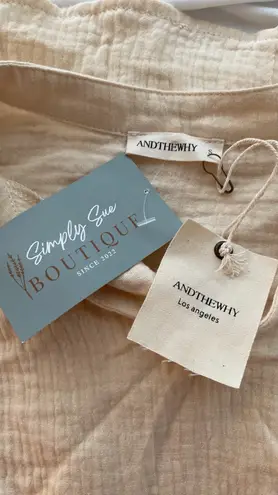 ANDTHEWHY
Simply Sue
BOUTIQUE
SINCE 2022
ANDTHEWHY
Los angeles